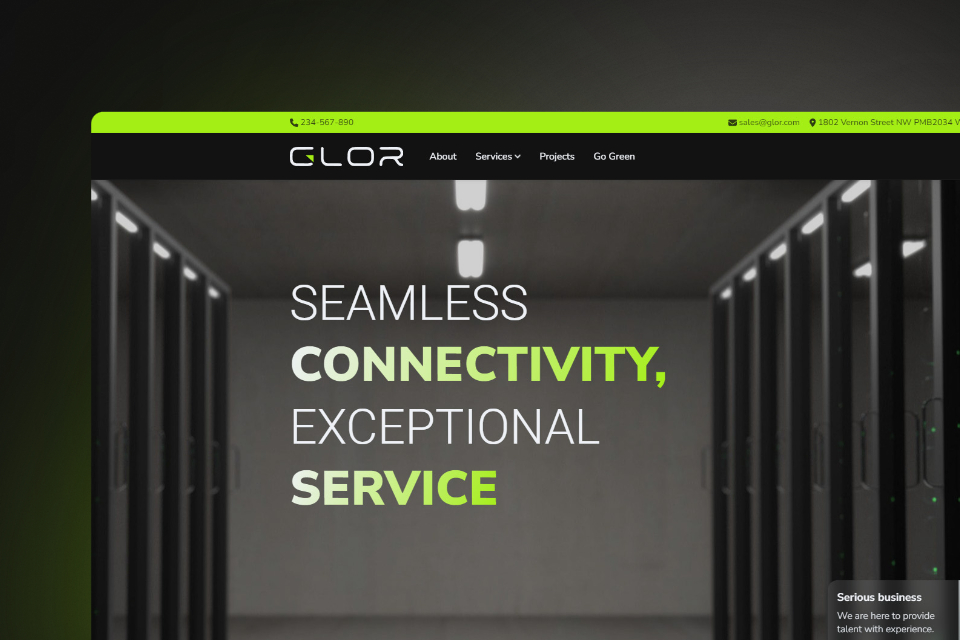 234-567-890
sales@glor.com
1802 Vernon Street NW PMB2034 W
GLOR
About
Services
Projects
Go Green
SEAMLESS
CONNECTIVITY,
EXCEPTIONAL
SERVICE
Serious business
We are here to provide
talent with experience.